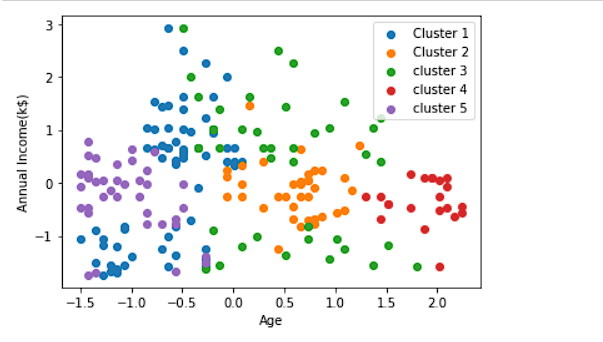 Cluster 1
Cluster 2
cluster 3
cluster 4
cluster 5
Annual Income(k$)
3
2
1
0
−1
−1.5 −1.0 −0.5 0.0 0.5 1.0 1.5 2.0
Age